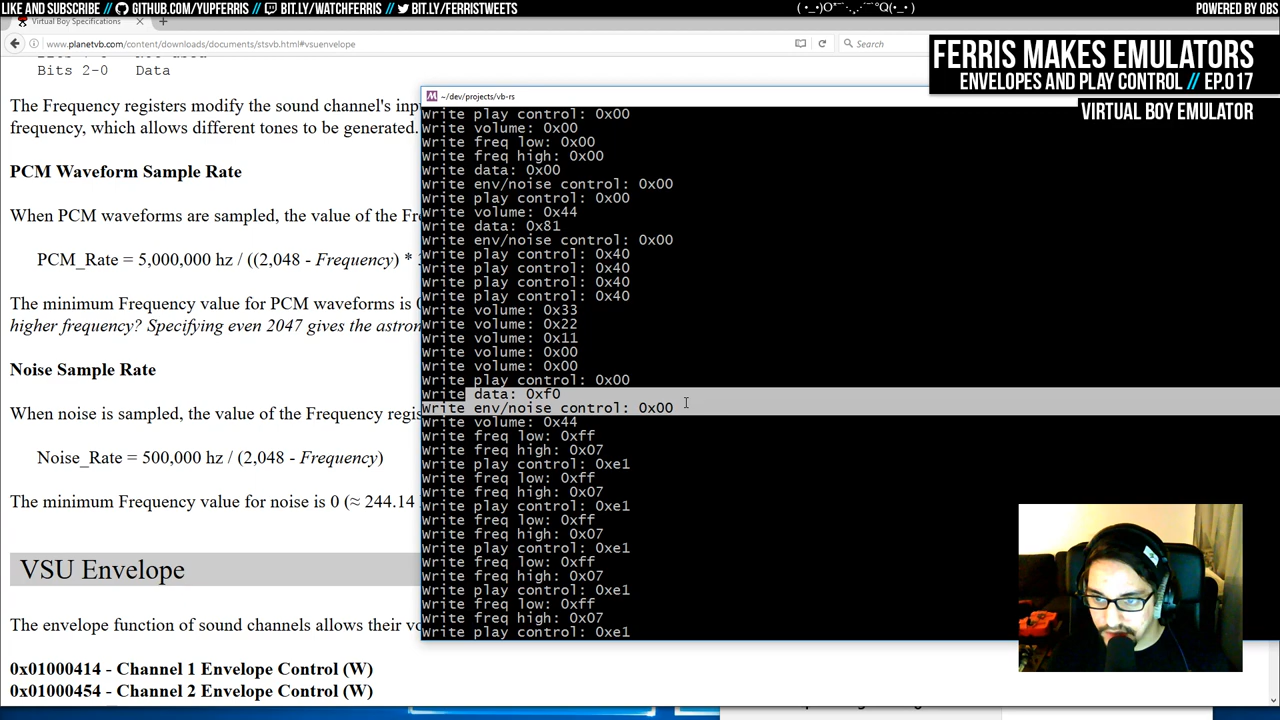 LIKE AND SUBSCRIBE // GITHUB.COM/YUPFERRIS // BIT.LY/WATCHFERRIS // BIT.LY/FERRISTWEETS
POWERED BY OBS
Virtual Boy Specifications
www.planetvb.com/content/downloads/documents/stsvb.html#vsuenvelope
Search
FERRIS MAKES EMULATORS
ENVELOPES AND PLAY CONTROL // EP.017
VIRTUAL BOY EMULATOR
Bits 2-0 Data
The Frequency registers modify the sound channel's inp
frequency, which allows different tones to be generated.
PCM Waveform Sample Rate
When PCM waveforms are sampled, the value of the Fr
PCM_Rate = 5,000,000 hz / ((2,048 - Frequency) *
The minimum Frequency value for PCM waveforms is
higher frequency? Specifying even 2047 gives the astron
Noise Sample Rate
When noise is sampled, the value of the Frequency regis
Noise_Rate = 500,000 hz / (2,048 - Frequency)
The minimum Frequency value for noise is 0 (≈ 244.14
VSU Envelope
The envelope function of sound channels allows their vo
0x01000414 - Channel 1 Envelope Control (W)
0x01000454 - Channel 2 Envelope Control (W)
~/dev/projects/vb-rs
Write play control: 0x00
Write volume: 0x00
Write freq low: 0x00
Write freq high: 0x00
Write data: 0x00
Write env/noise control: 0x00
Write play control: 0x00
Write volume: 0x44
Write data: 0x81
Write env/noise control: 0x00
Write play control: 0x40
Write play control: 0x40
Write play control: 0x40
Write play control: 0x40
Write volume: 0x33
Write volume: 0x22
Write volume: 0x11
Write volume: 0x00
Write volume: 0x00
Write play control: 0x00
Write data: 0xf0
Write env/noise control: 0x00
Write volume: 0x44
Write freq low: 0xff
Write freq high: 0x07
Write play control: 0xe1
Write freq low: 0xff
Write freq high: 0x07
Write play control: 0xe1
Write freq low: 0xff
Write freq high: 0x07
Write play control: 0xe1
Write freq low: 0xff
Write freq high: 0x07
Write play control: 0xe1
Write freq low: 0xff
Write freq high: 0x07
Write play control: 0xe1